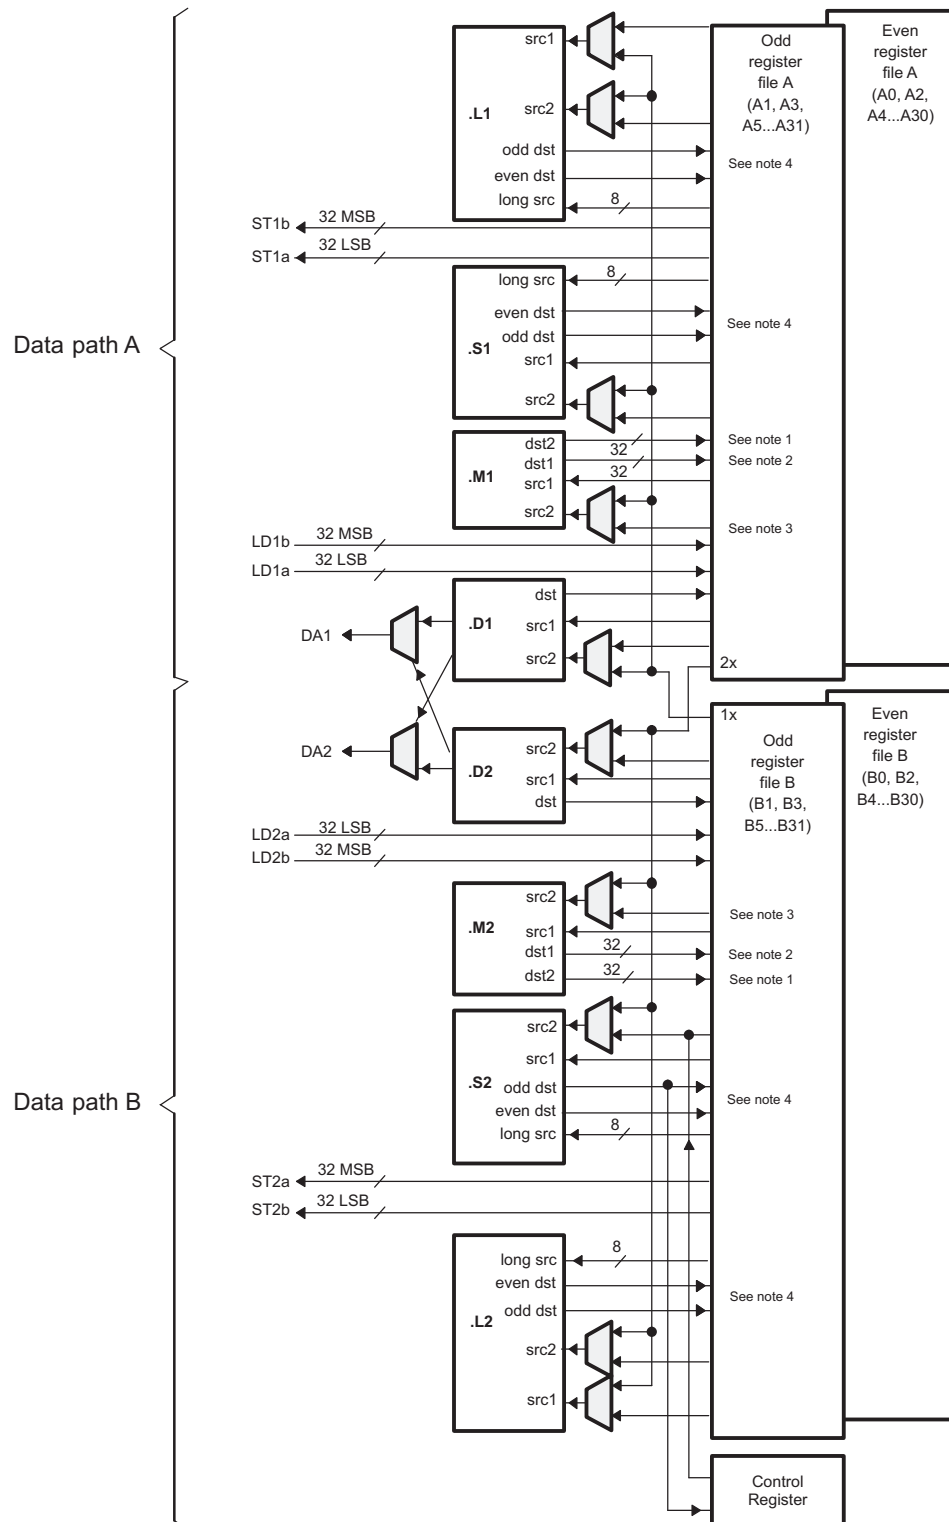 Even
register
file A
(A0, A2,
A4...A30)
Odd
register
file A
(A1, A3,
A5...A31)
See note 4
src1
src2
.L1
odd dst
even dst
long src
8
ST1b
32 MSB
ST1a
32 LSB
long src
8
even dst
See note 4
odd dst
.S1
src1
src2
Data path A
dst2
32
See note 1
dst1
32
See note 2
.M1
src1
src2
See note 3
LD1b
32 MSB
LD1a
32 LSB
dst
.D1
src1
src2
DA1
2x
1x
Even
register
file B
(B0, B2,
B4...B30)
Odd
register
file B
(B1, B3,
B5...B31)
DA2
src2
.D2
src1
dst
LD2a
32 LSB
LD2b
32 MSB
src2
See note 3
.M2
src1
dst1
32
See note 2
dst2
32
See note 1
src2
src1
.S2
odd dst
See note 4
even dst
long src
8
Data path B
ST2a
32 MSB
ST2b
32 LSB
long src
8
even dst
See note 4
odd dst
.L2
src2
src1
Control
Register